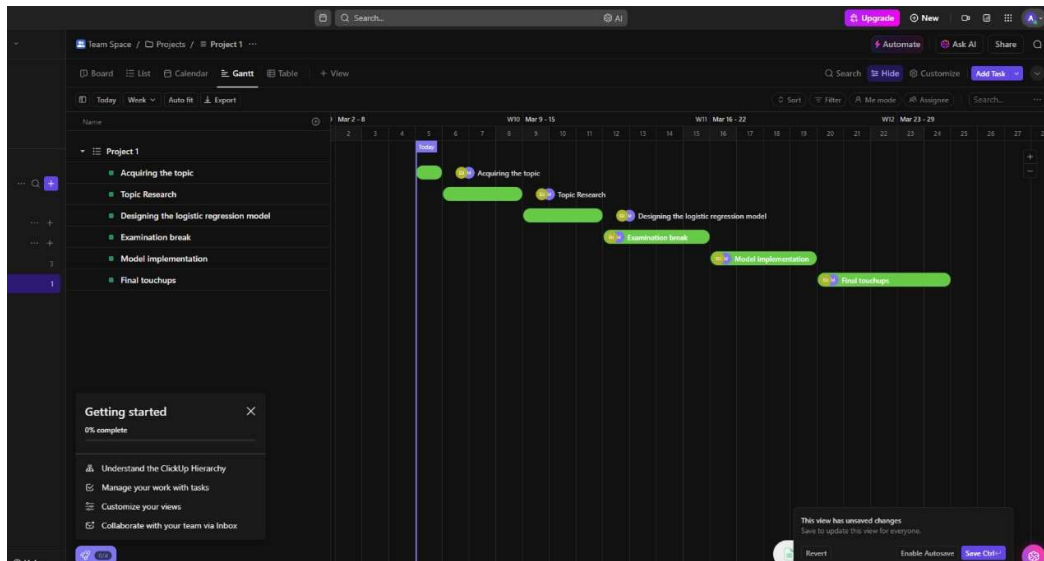 Search... AI Upgrade New
Team Space / Projects / Project 1 ... Automate Ask AI Share
Board List Calendar Gantt Table + View Search Hide Customize Add Task
Today Week Auto fit Export Sort Filter Me mode Assignee Search...
Name Mar 2 - 8 W10 Mar 9 - 15 W11 Mar 16 - 22 W12 Mar 23 - 29
2 3 4 5 6 7 8 9 10 11 12 13 14 15 16 17 18 19 20 21 22 23 24 25 26 27
Today
Project 1
Acquiring the topic Acquiring the topic
Topic Research Topic Research
Designing the logistic regression model Designing the logistic regression model
Examination break Examination break
Model implementation Model implementation
Final touchups Final touchups
3
1
Getting started
0% complete
Understand the ClickUp Hierarchy
Manage your work with tasks
Customize your views
Collaborate with your team via Inbox
0/4
This view has unsaved changes
Save to update this view for everyone.
Revert Enable Autosave Save Ctrl